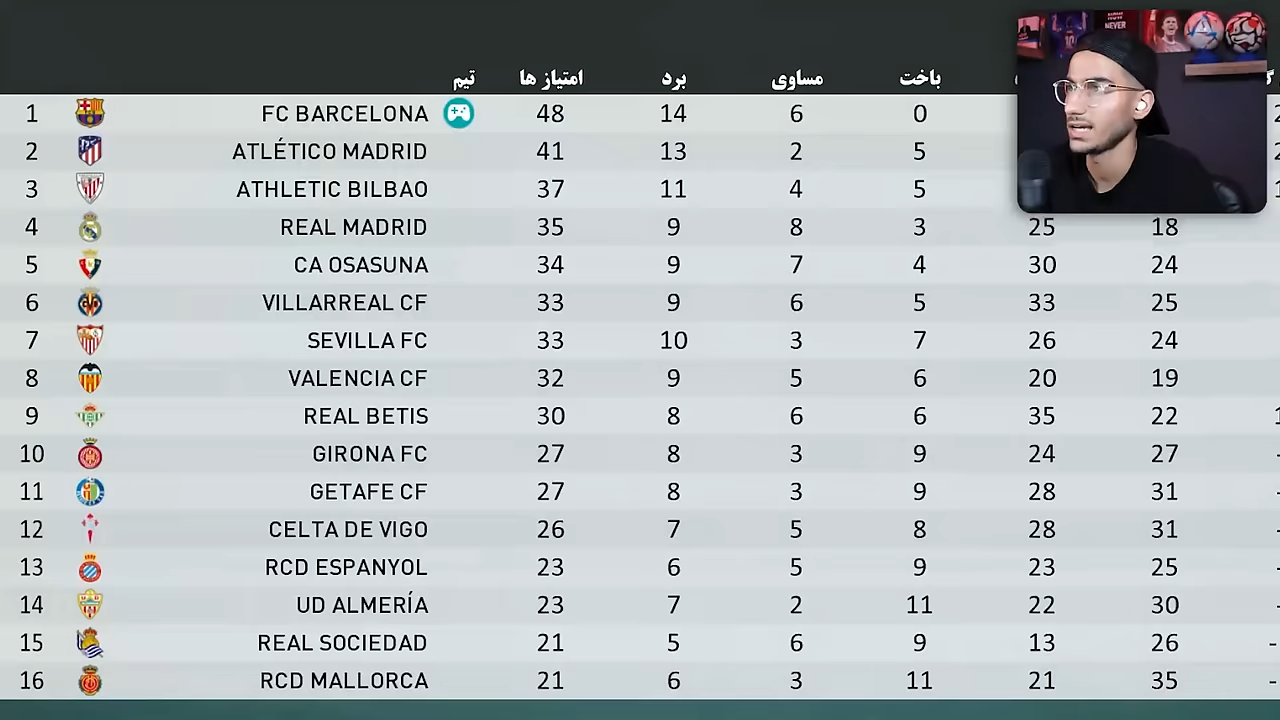 تیم امتیاز ها برد مساوی باخت
1 FC BARCELONA 48 14 6 0
2 ATLÉTICO MADRID 41 13 2 5
3 ATHLETIC BILBAO 37 11 4 5
4 REAL MADRID 35 9 8 3 25 18
5 CA OSASUNA 34 9 7 4 30 24
6 VILLARREAL CF 33 9 6 5 33 25
7 SEVILLA FC 33 10 3 7 26 24
8 VALENCIA CF 32 9 5 6 20 19
9 REAL BETIS 30 8 6 6 35 22
10 GIRONA FC 27 8 3 9 24 27
11 GETAFE CF 27 8 3 9 28 31
12 CELTA DE VIGO 26 7 5 8 28 31
13 RCD ESPANYOL 23 6 5 9 23 25
14 UD ALMERÍA 23 7 2 11 22 30
15 REAL SOCIEDAD 21 5 6 9 13 26
16 RCD MALLORCA 21 6 3 11 21 35
NEVER